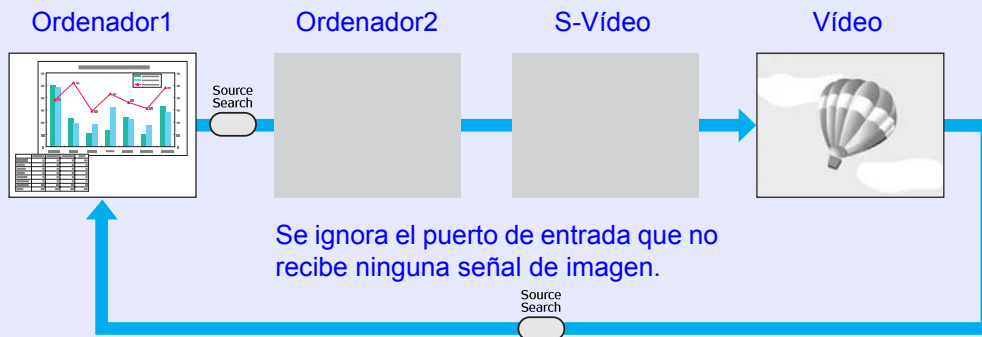 Ordenador1
Ordenador2
S-Vídeo
Vídeo
Source
Search
Se ignora el puerto de entrada que no
recibe ninguna señal de imagen.
Source
Search